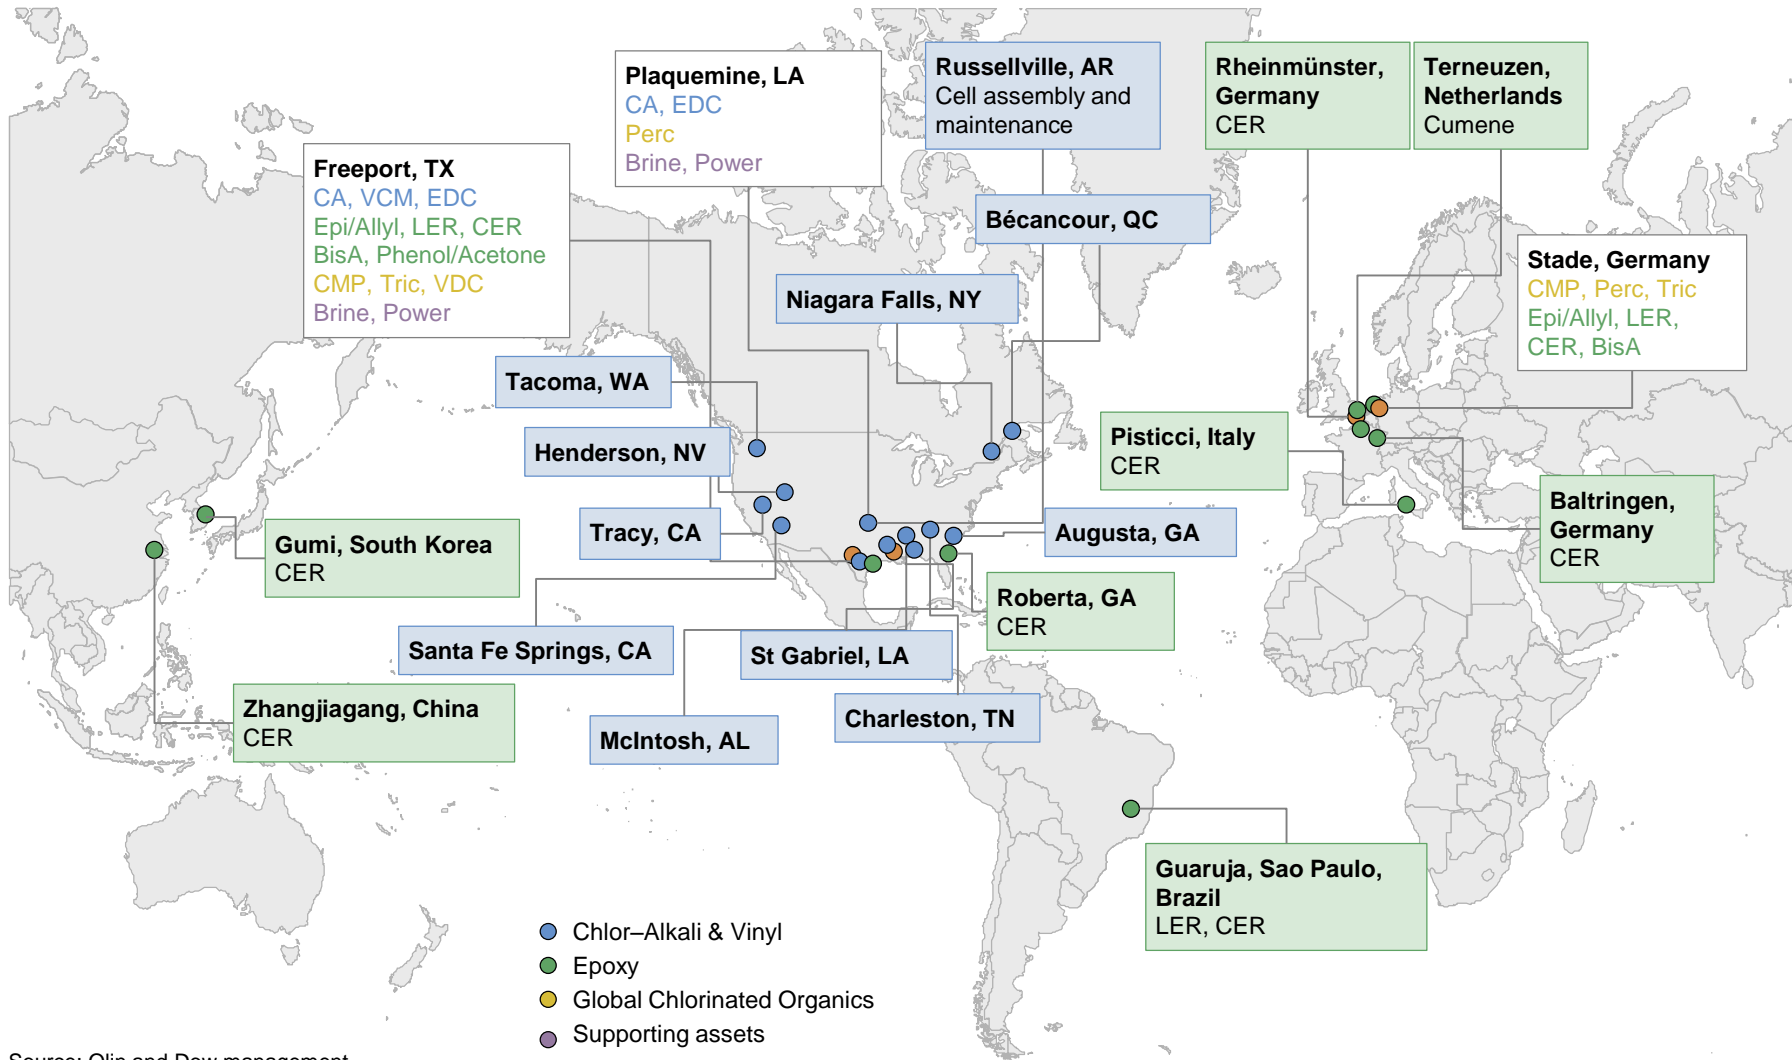 Plaquemine, LA
CA, EDC
Perc
Brine, Power
Russellville, AR
Cell assembly and
maintenance
Rheinmünster,
Germany
CER
Terneuzen,
Netherlands
Cumene
Freeport, TX
CA, VCM, EDC
Epi/Allyl, LER, CER
BisA, Phenol/Acetone
CMP, Tric, VDC
Brine, Power
Bécancour, QC
Niagara Falls, NY
Stade, Germany
CMP, Perc, Tric
Epi/Allyl, LER,
CER, BisA
Tacoma, WA
Henderson, NV
Pisticci, Italy
CER
Tracy, CA
Augusta, GA
Baltringen,
Germany
CER
Gumi, South Korea
CER
Roberta, GA
CER
Santa Fe Springs, CA
St Gabriel, LA
Zhangjiagang, China
CER
McIntosh, AL
Charleston, TN
Guaruja, Sao Paulo,
Brazil
LER, CER
Chlor–Alkali & Vinyl
Epoxy
Global Chlorinated Organics
Supporting assets
Source: Olin and Dow management